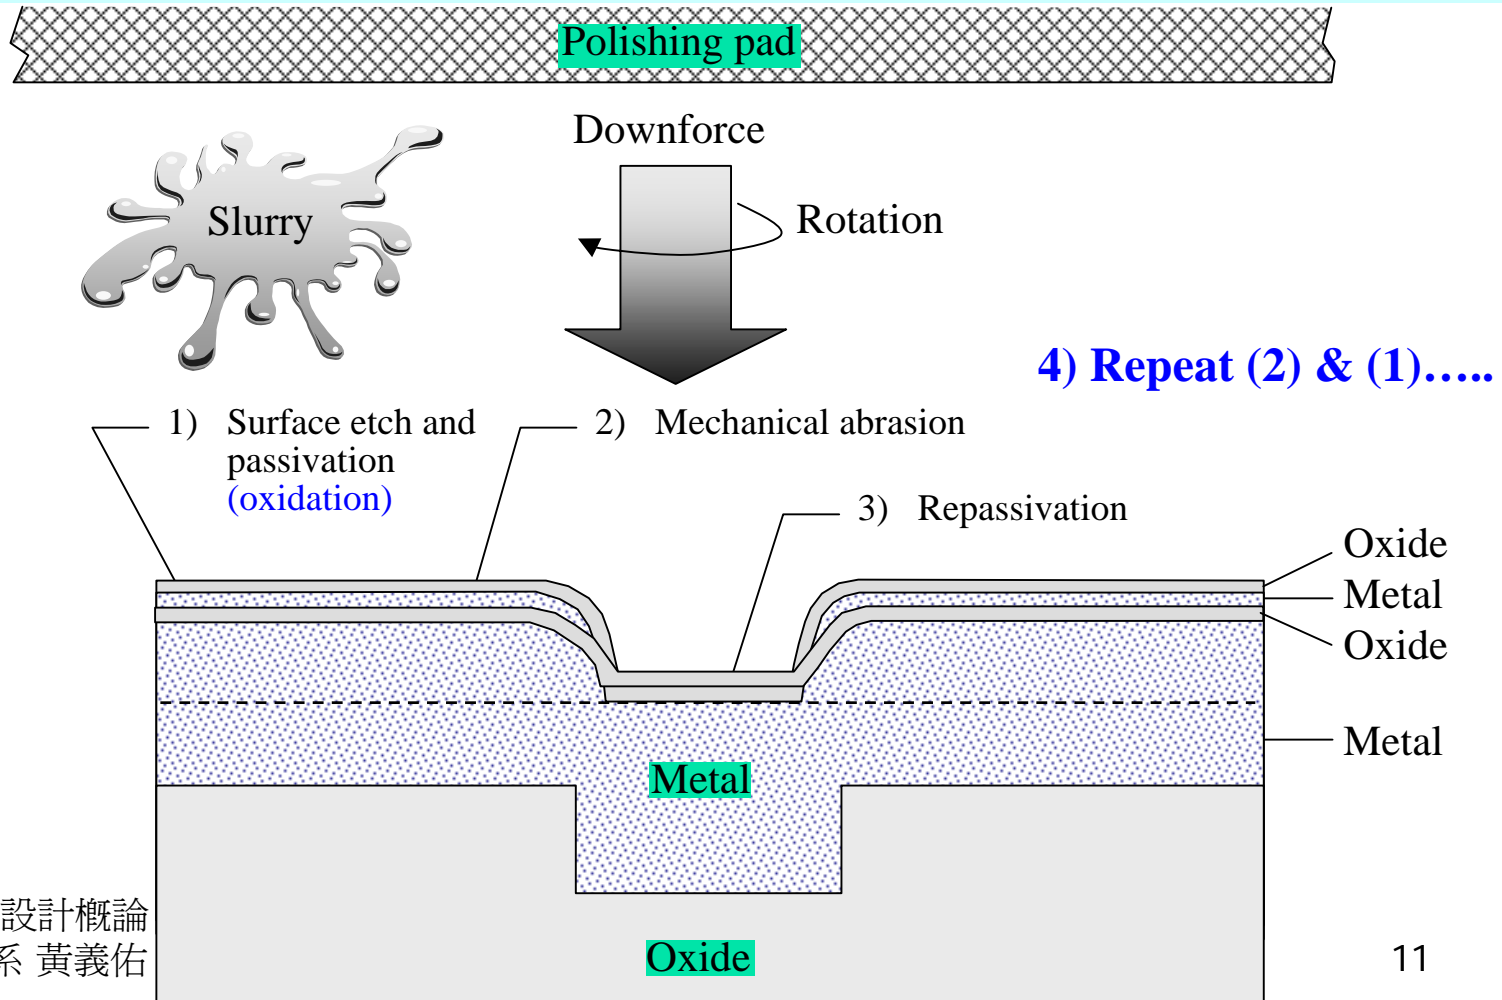 Polishing pad
Downforce
Slurry
Rotation
4) Repeat (2) & (1).....
1) Surface etch and
passivation
(oxidation)
2) Mechanical abrasion
3) Repassivation
Oxide
Metal
Oxide
Metal
Metal
設計概論
系 黃義佑
Oxide
11